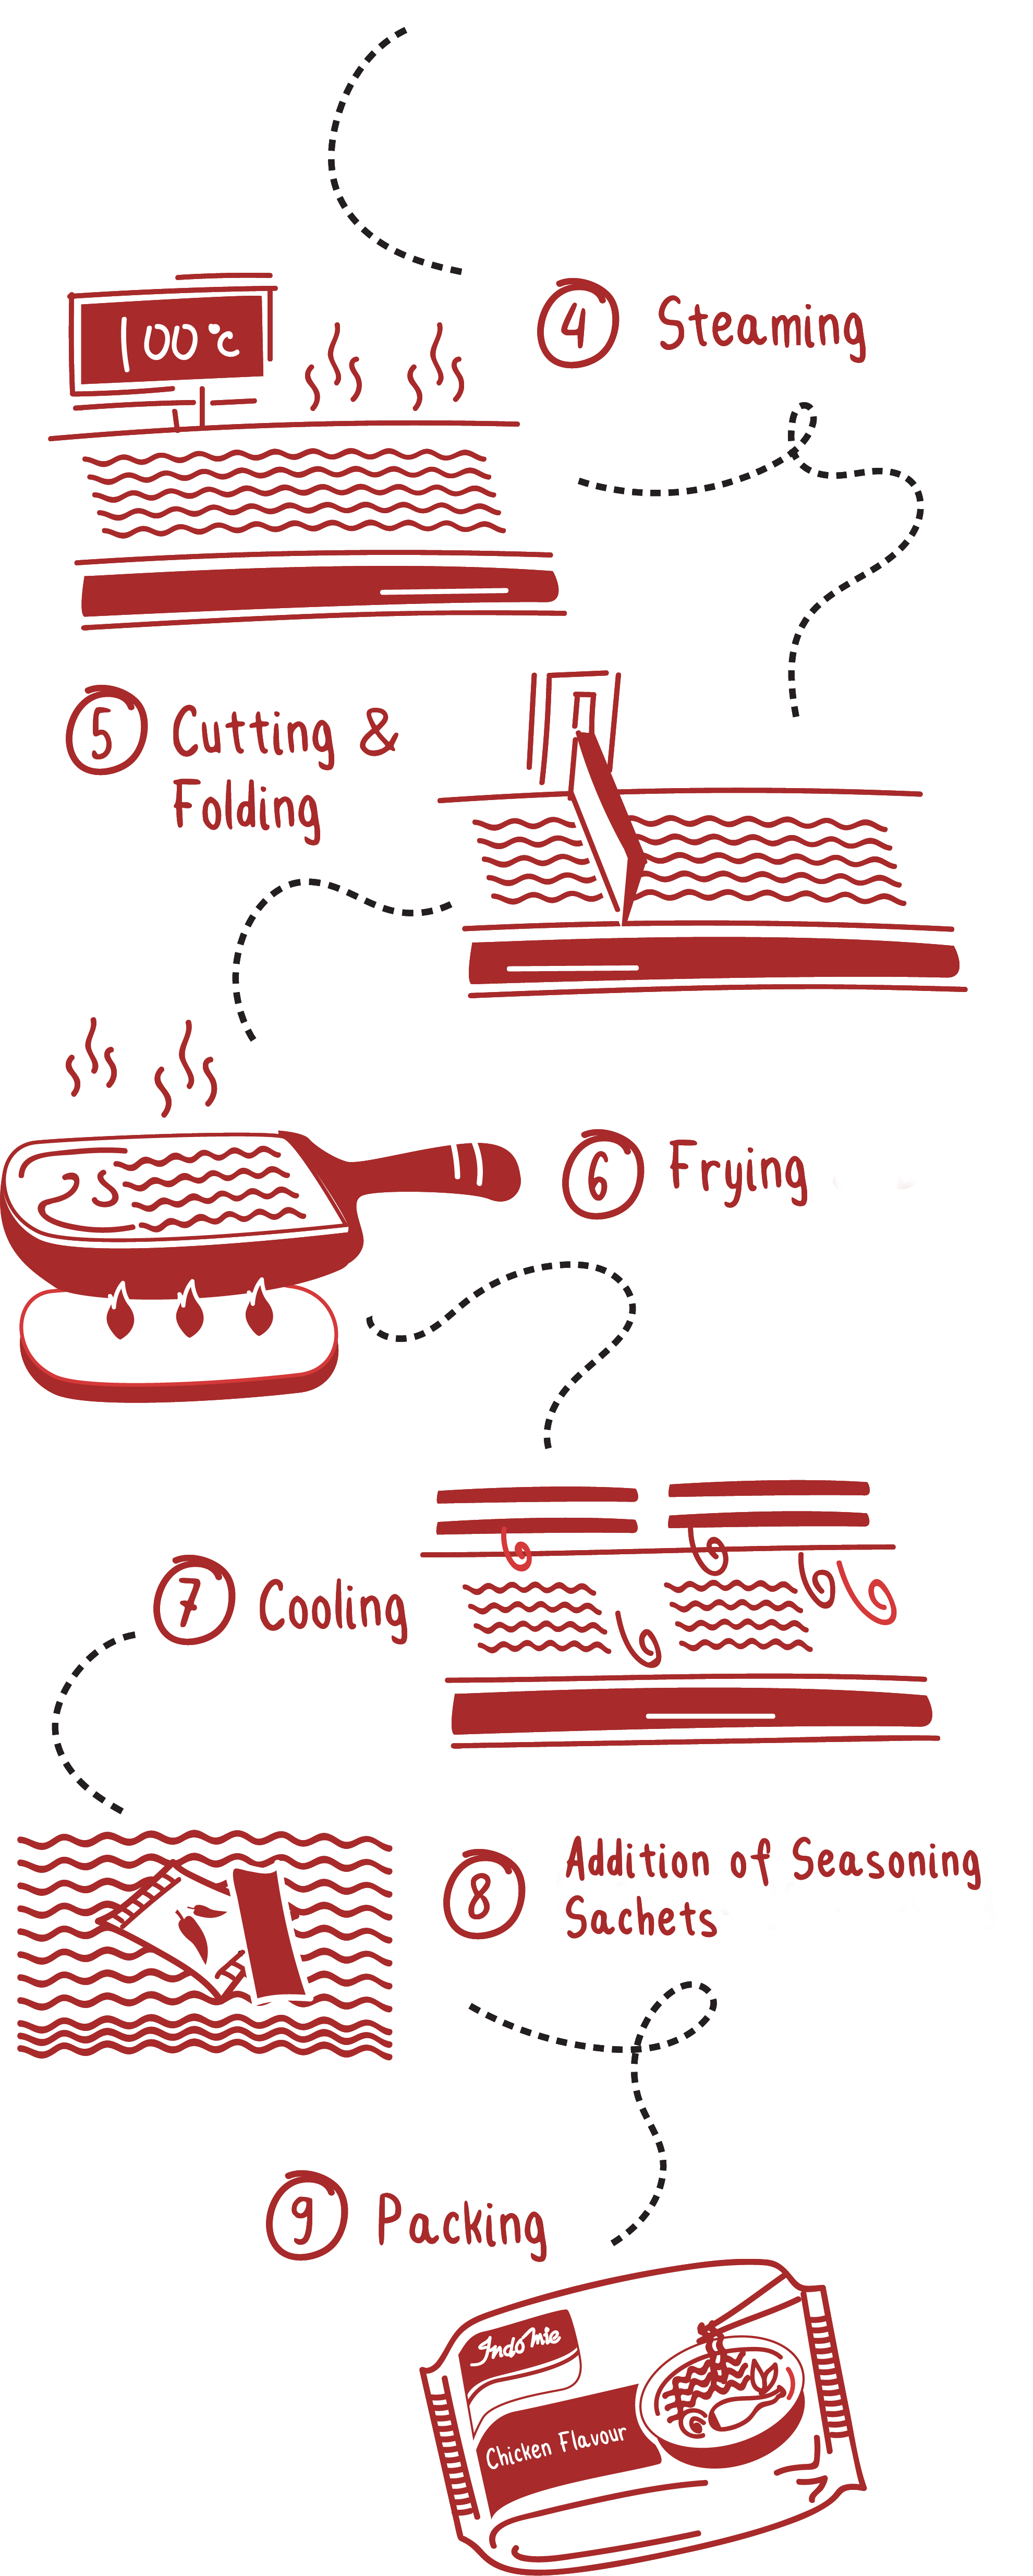 100°C
4 Steaming
5 Cutting &
Folding
6 Frying
7 Cooling
8 Addition of Seasoning
Sachets
9 Packing
Indomie
Chicken Flavour